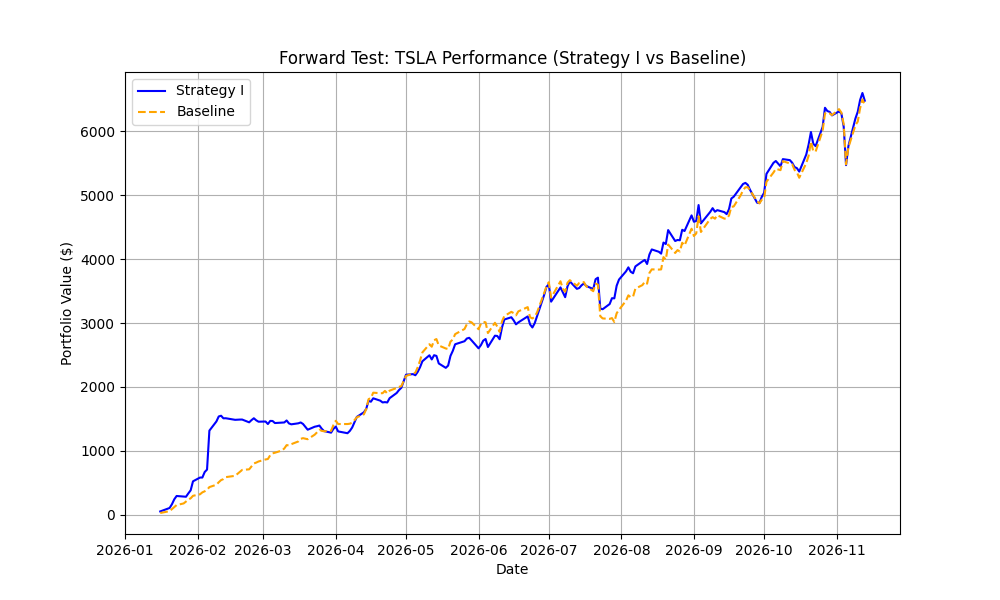 Forward Test: TSLA Performance (Strategy I vs Baseline)
Strategy I
Baseline
Portfolio Value ($)
6000
5000
4000
3000
2000
1000
0
2026-01 2026-02 2026-03 2026-04 2026-05 2026-06 2026-07 2026-08 2026-09 2026-10 2026-11
Date